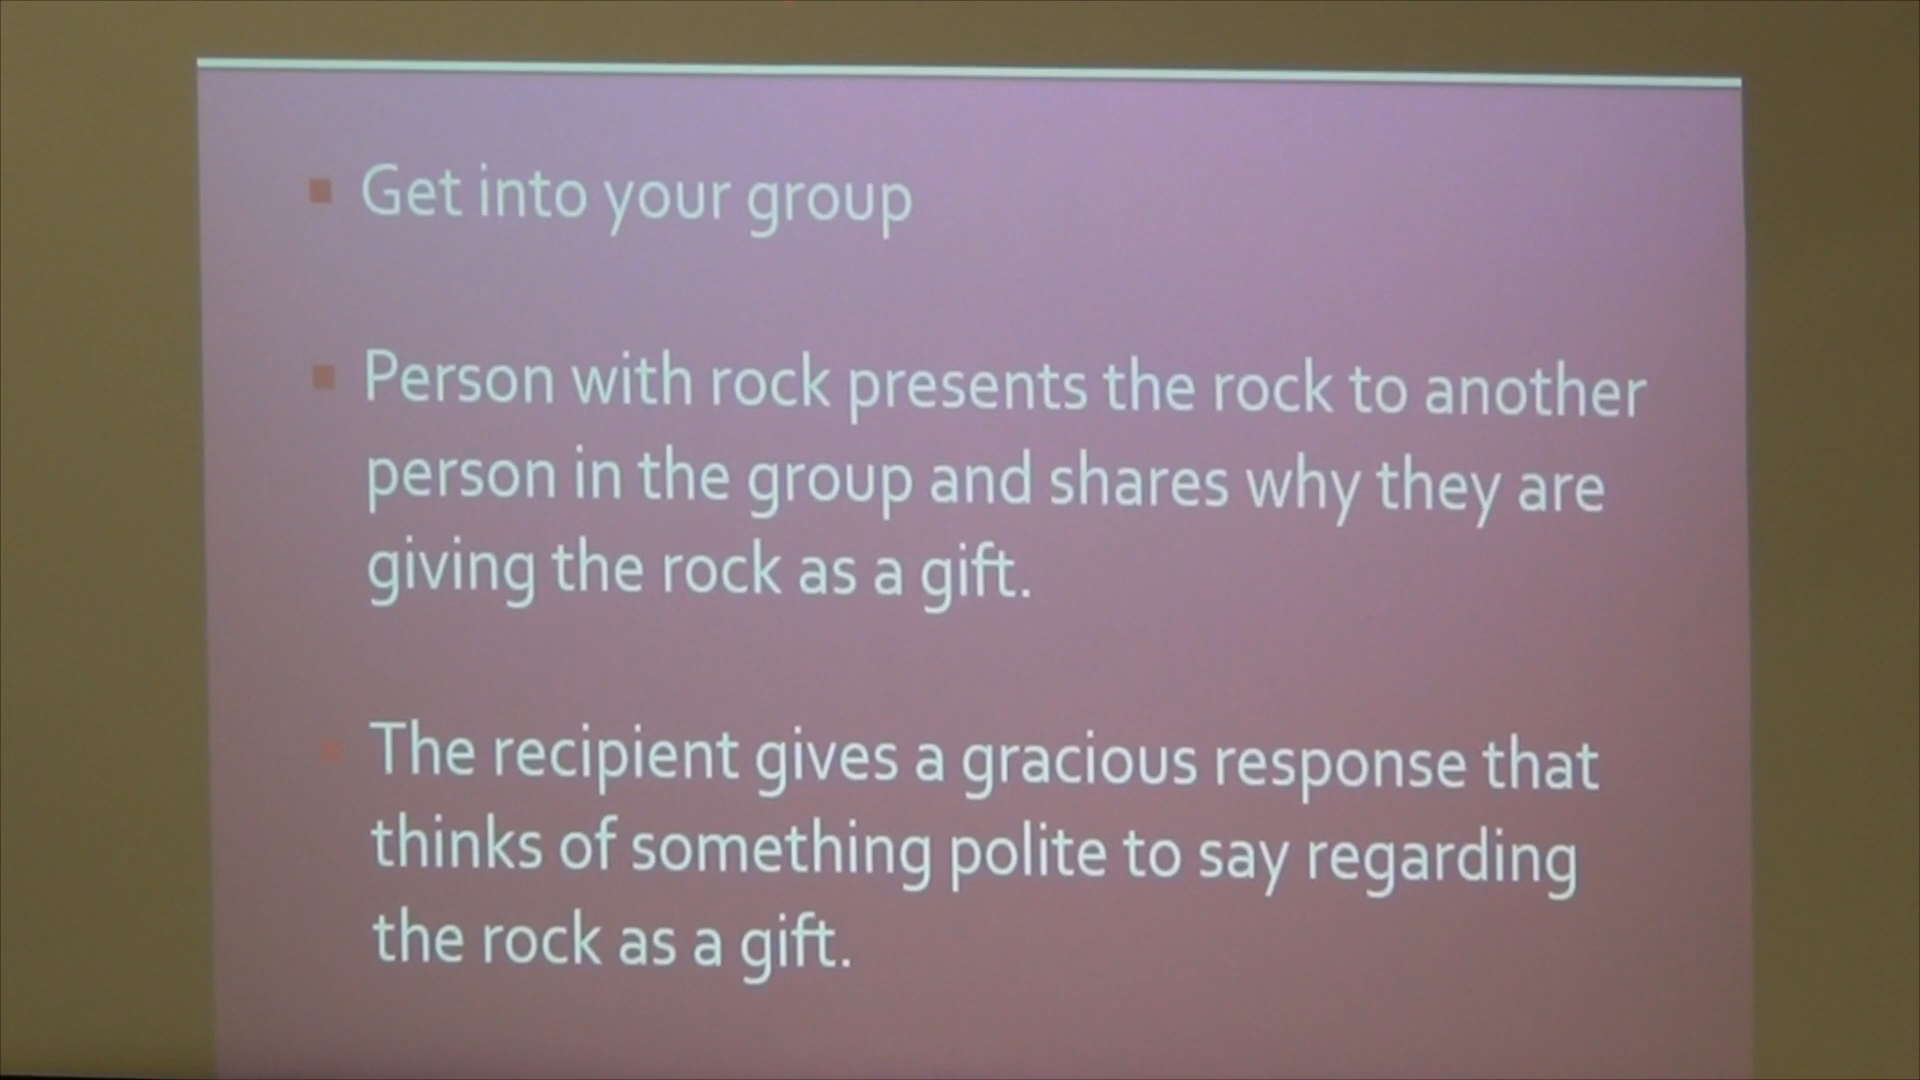 Get into your group
Person with rock presents the rock to another
person in the group and shares why they are
giving the rock as a gift.
The recipient gives a gracious response that
thinks of something polite to say regarding
the rock as a gift.